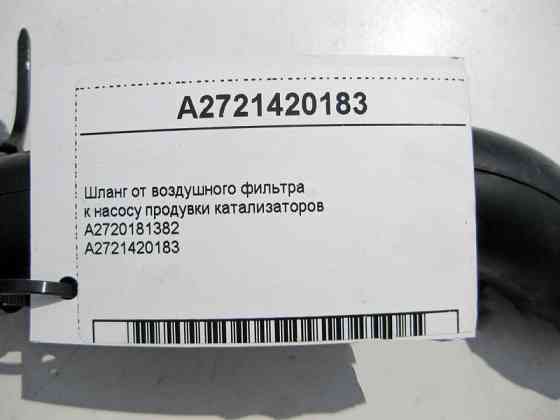 A2721420183
Шланг от воздушного фильтра
к насосу продувки катализаторов
A2720181382
A2721420183